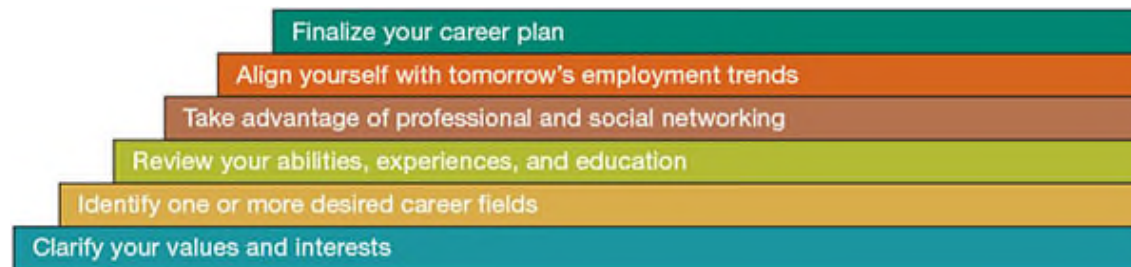 Finalize your career plan
Align yourself with tomorrow's employment trends
Take advantage of professional and social networking
Review your abilities, experiences, and education
Identify one or more desired career fields
Clarify your values and interests